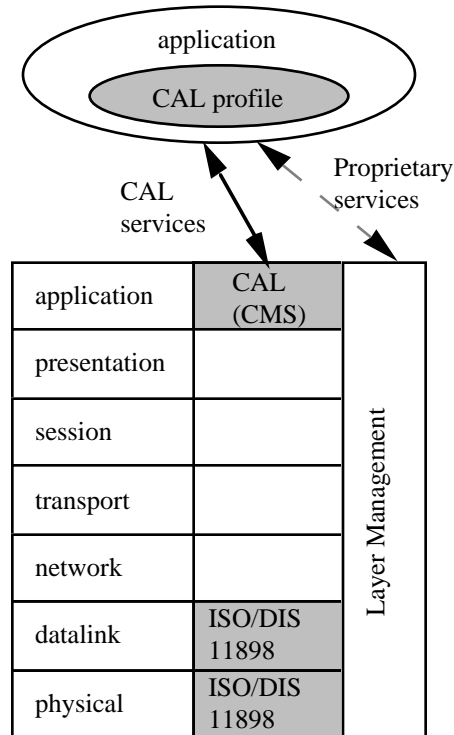 application
CAL profile
CAL
services
Proprietary
services
application
CAL
(CMS)
presentation
session
transport
network
datalink
ISO/DIS
11898
physical
ISO/DIS
11898
Layer Management